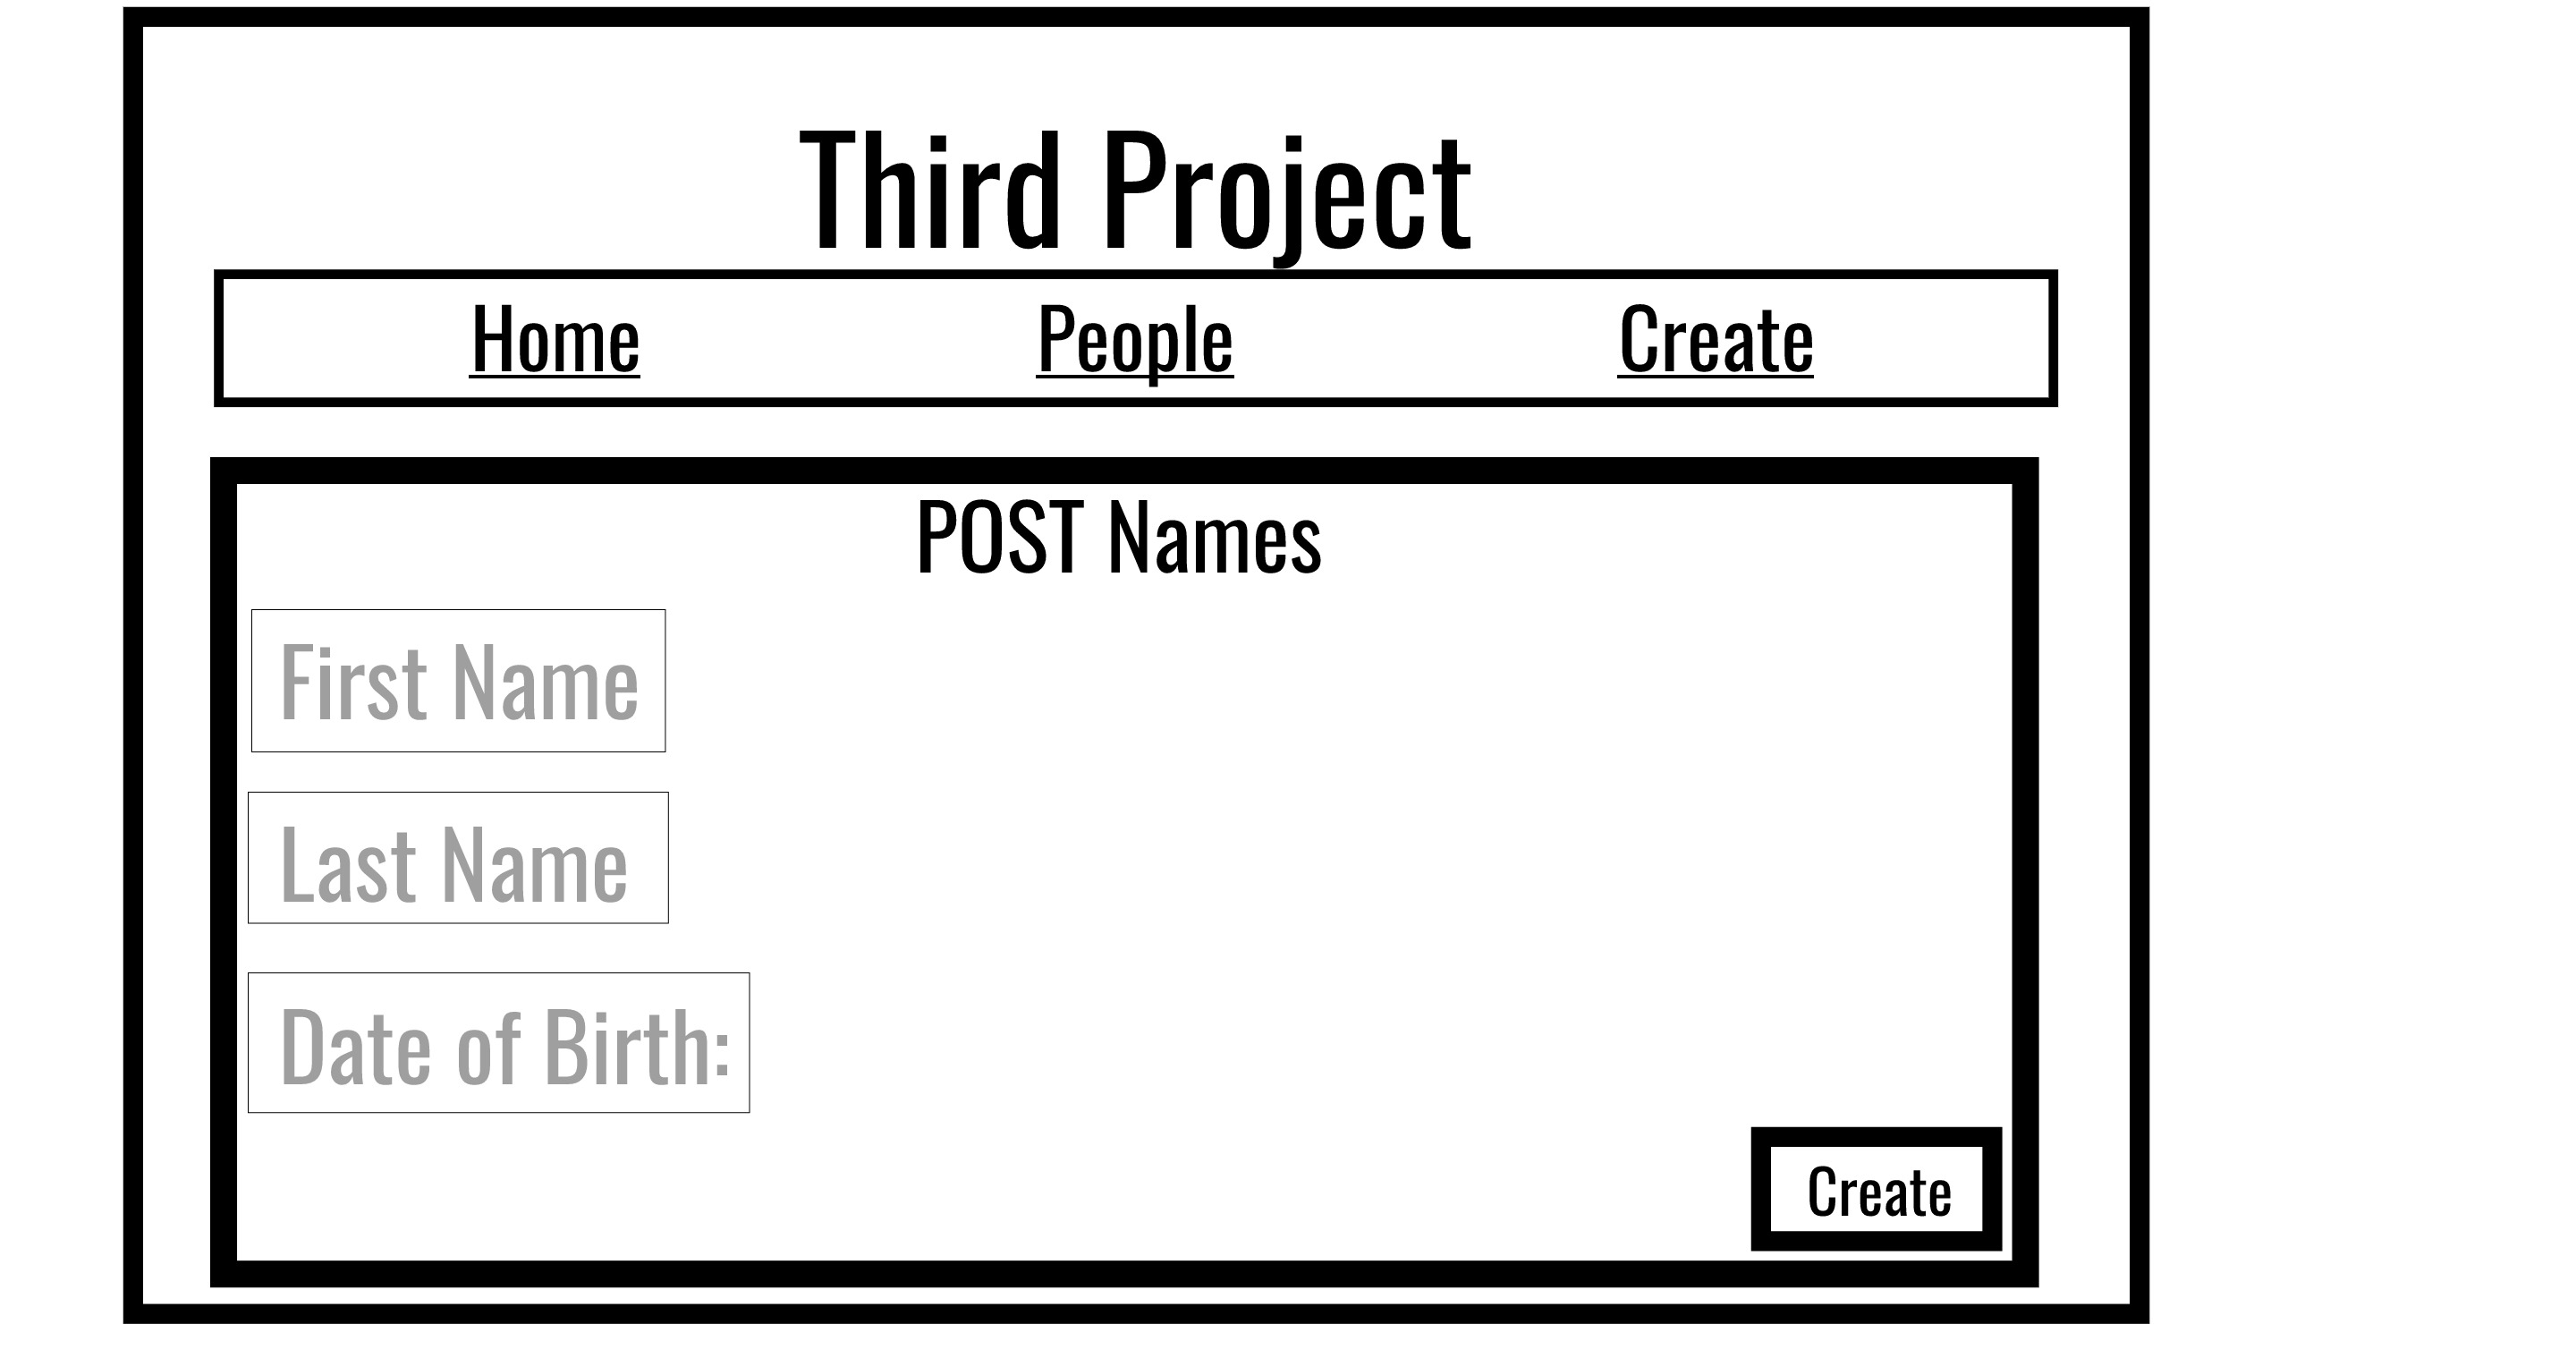 Third Project
Home People Create
POST Names
First Name
Last Name
Date of Birth:
Create